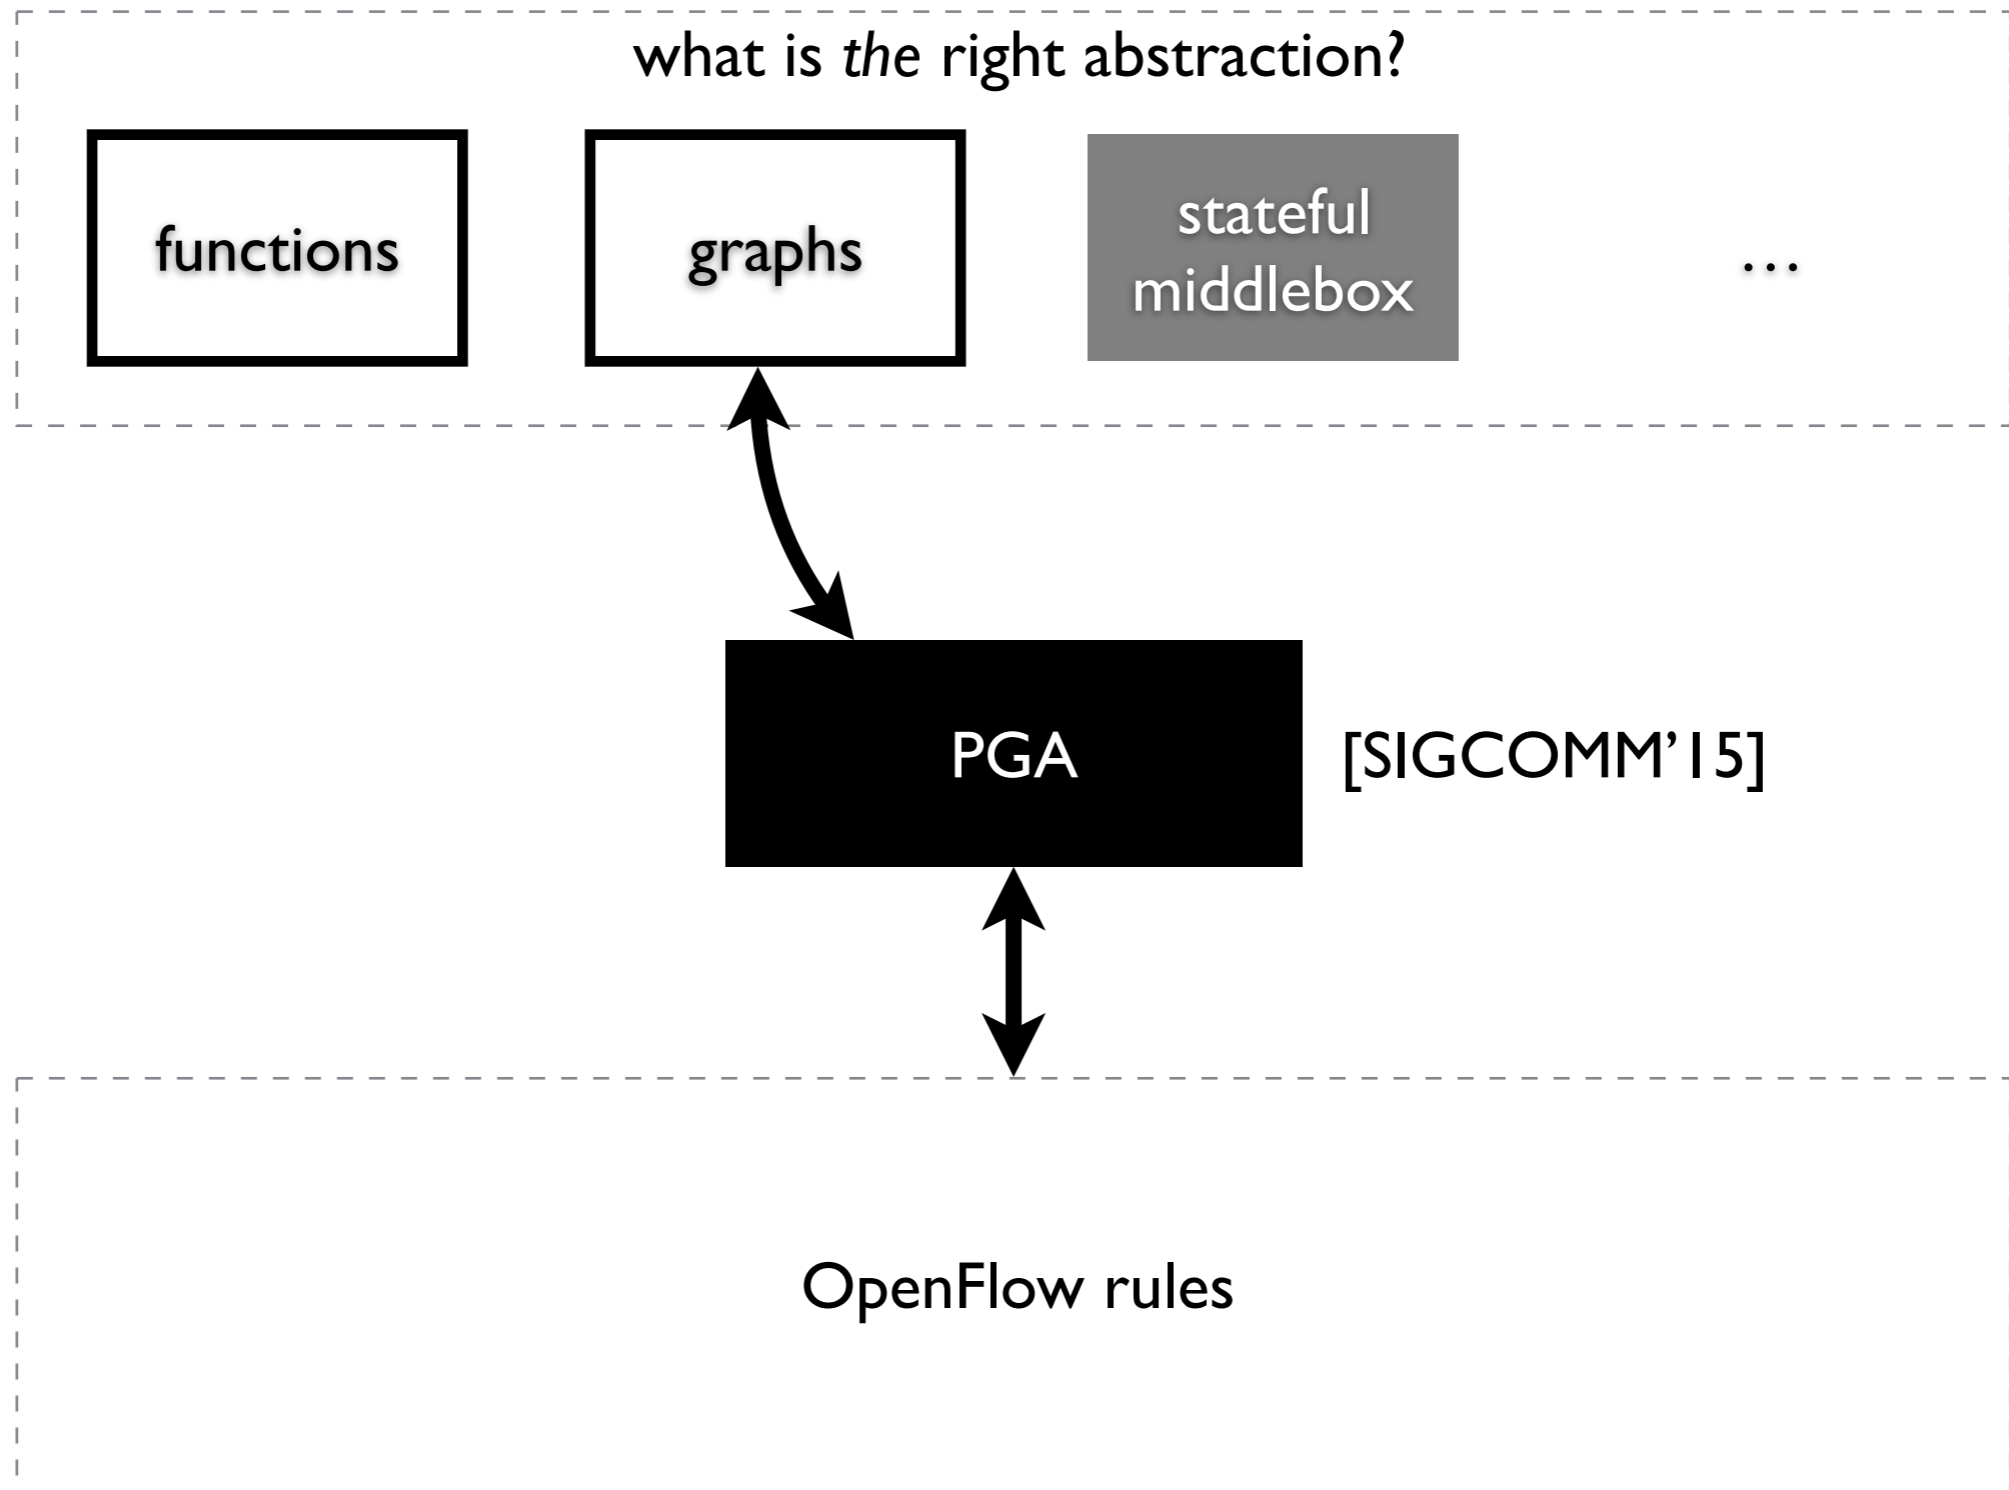 what is the right abstraction?
functions
graphs
stateful
middlebox
…
PGA
[SIGCOMM’15]
OpenFlow rules